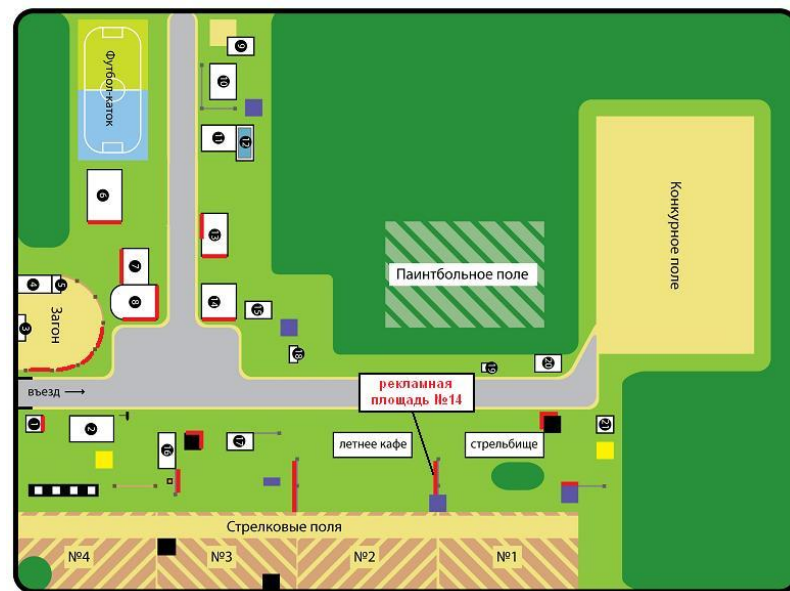 Футбол-каток
9
10
11
12
6
13
7
8
14
15
4
5
3
Загон
Паинтбольное поле
Конкурное поле
18
19
20
въезд →
рекламная
площадь №14
1
2
16
17
21
летнее кафе
стрельбище
Стрелковые поля
№4
№3
№2
№1